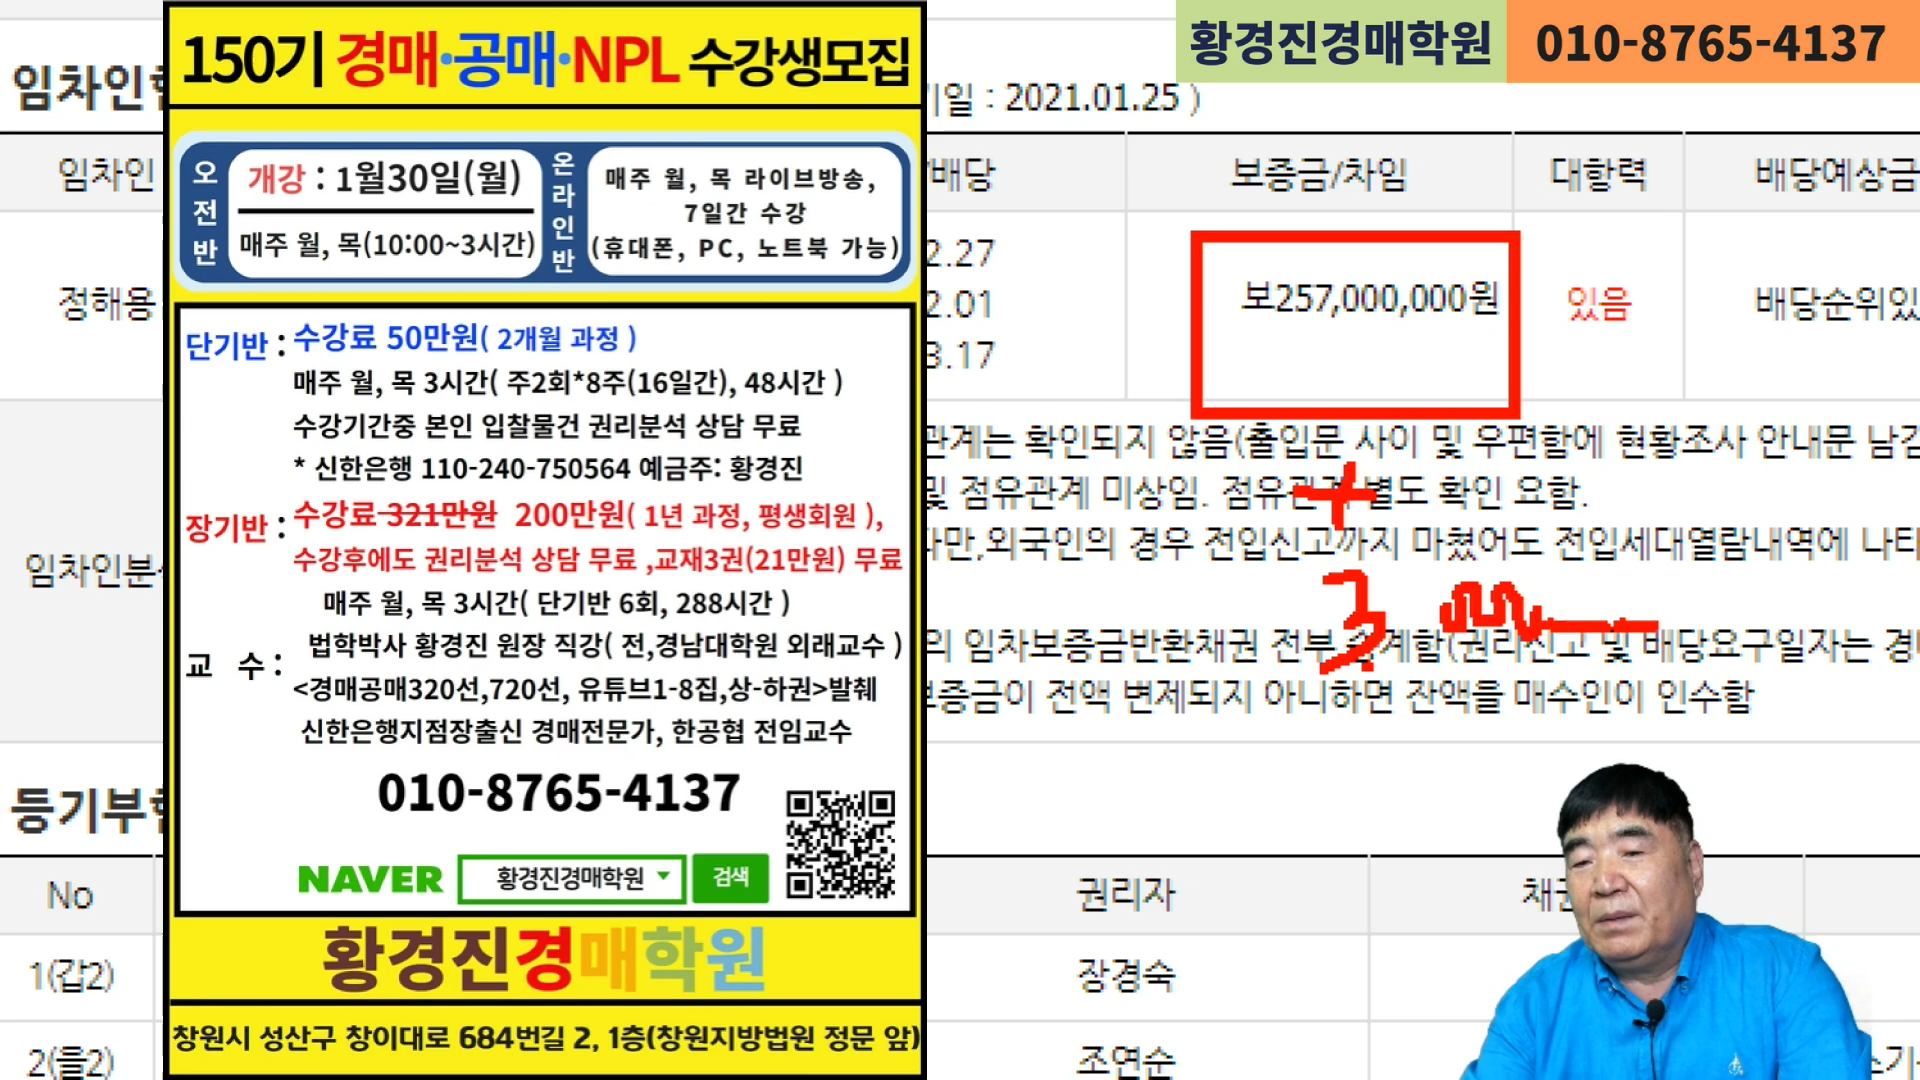 황경진경매학원 010-8765-4137
150기 경매·공매·NPL 수강생모집
오전반
개강 : 1월30일(월)
매주 월, 목(10:00~3시간)
온라인반
매주 월, 목 라이브방송,
7일간 수강
(휴대폰, PC, 노트북 가능)
단기반 : 수강료 50만원( 2개월 과정 )
매주 월, 목 3시간( 주2회*8주(16일간), 48시간 )
수강기간중 본인 입찰물건 권리분석 상담 무료
* 신한은행 110-240-750564 예금주: 황경진
장기반 : 수강료 321만원 200만원( 1년 과정, 평생회원 ),
수강후에도 권리분석 상담 무료 ,교재3권(21만원) 무료
매주 월, 목 3시간( 단기반 6회, 288시간 )
교 수 : 법학박사 황경진 원장 직강( 전,경남대학원 외래교수 )
<경매공매320선,720선, 유튜브1-8집,상-하권>발췌
신한은행지점장출신 경매전문가, 한공협 전임교수
010-8765-4137
NAVER 황경진경매학원 검색
황경진경매학원
창원시 성산구 창이대로 684번길 2, 1층(창원지방법원 정문 앞)
임차인
일 : 2021.01.25 )
임차인 배당 보증금/차임 대항력 배당예상금
정해용
2.27
2.01
3.17
보257,000,000원 있음 배당순위있
관계는 확인되지 않음(출입문 사이 및 우편함에 현황조사 안내문 남
및 점유관계 미상임. 점유관계 별도 확인 요함.
+
임차인분
다만,외국인의 경우 전입신고까지 마쳤어도 전입세대열람내역에 나타
3
의 임차보증금반환채권 전부 승계함(권리신고 및 배당요구일자는 경
보증금이 전액 변제되지 아니하면 잔액을 매수인이 인수함
등기부
No 권리자 채
1(갑2) 장경숙
2(을2) 조연순